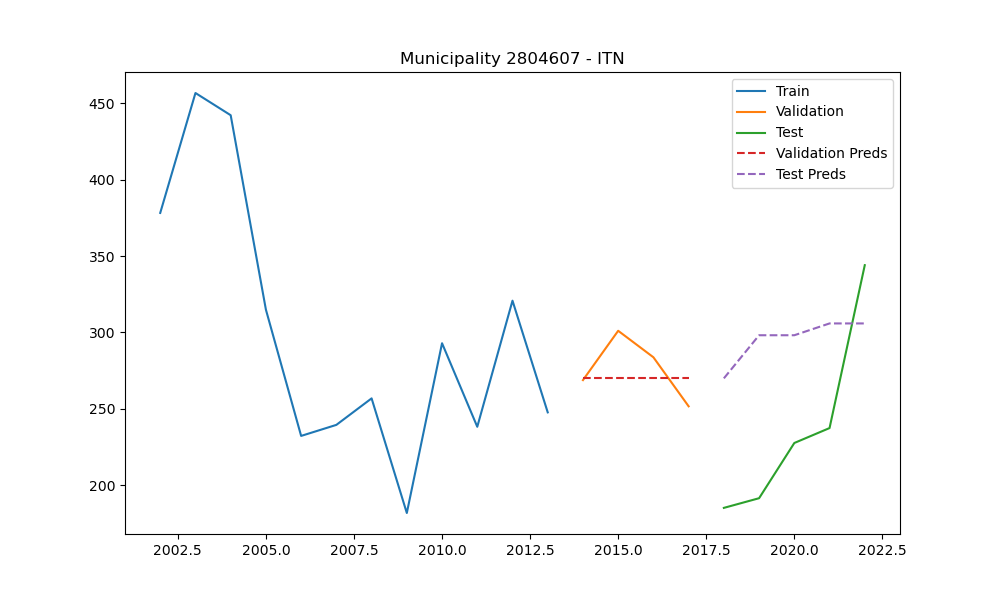 Municipality 2804607 - ITN
Train
Validation
Test
Validation Preds
Test Preds
450
400
350
300
250
200
2002.5 2005.0 2007.5 2010.0 2012.5 2015.0 2017.5 2020.0 2022.5